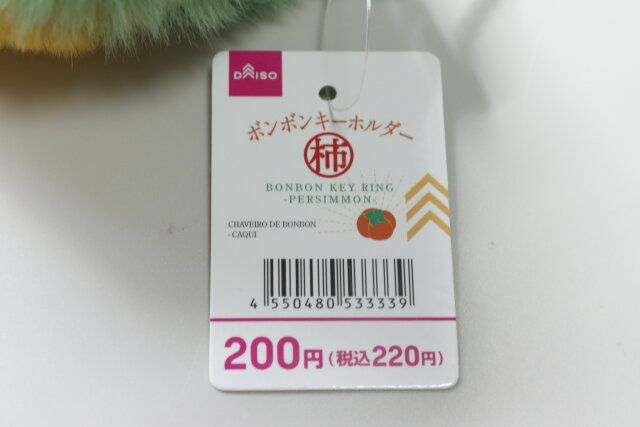 DAISO
ボンボンキーホルダー
柿
BONBON KEY RING
-PERSIMMON-
CHAVEIRO DE BONBON
- CAQUI
4 550480 533339
200円(税込220円)